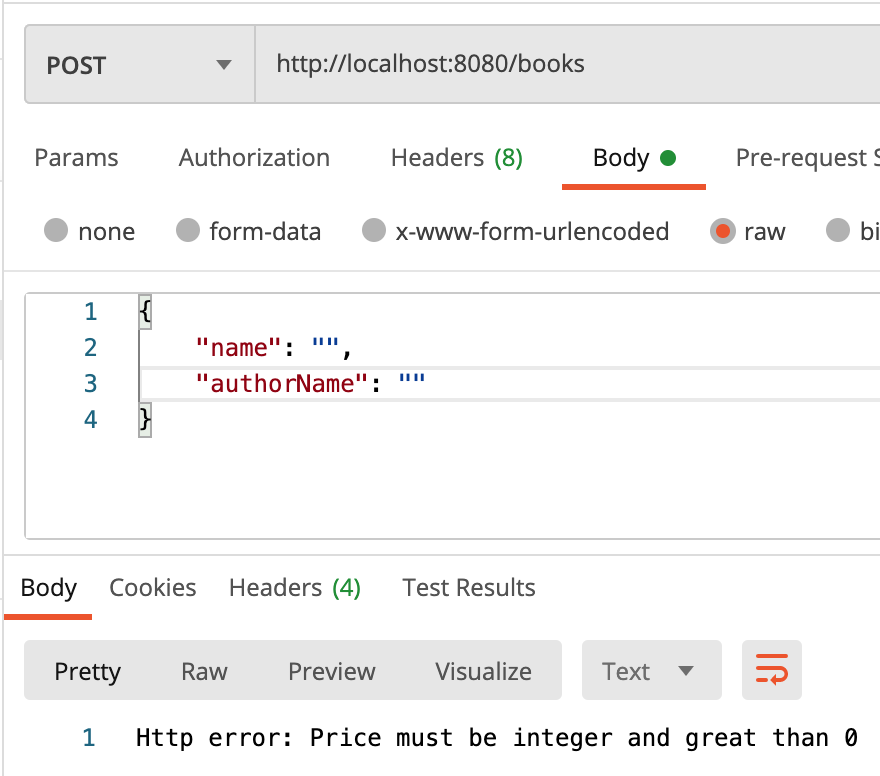 POST http://localhost:8080/books
Params Authorization Headers (8) Body Pre-request S
none form-data x-www-form-urlencoded raw bi
1 {
2 "name": "",
3 "authorName": ""
4 }
Body Cookies Headers (4) Test Results
Pretty Raw Preview Visualize Text
1 Http error: Price must be integer and great than 0